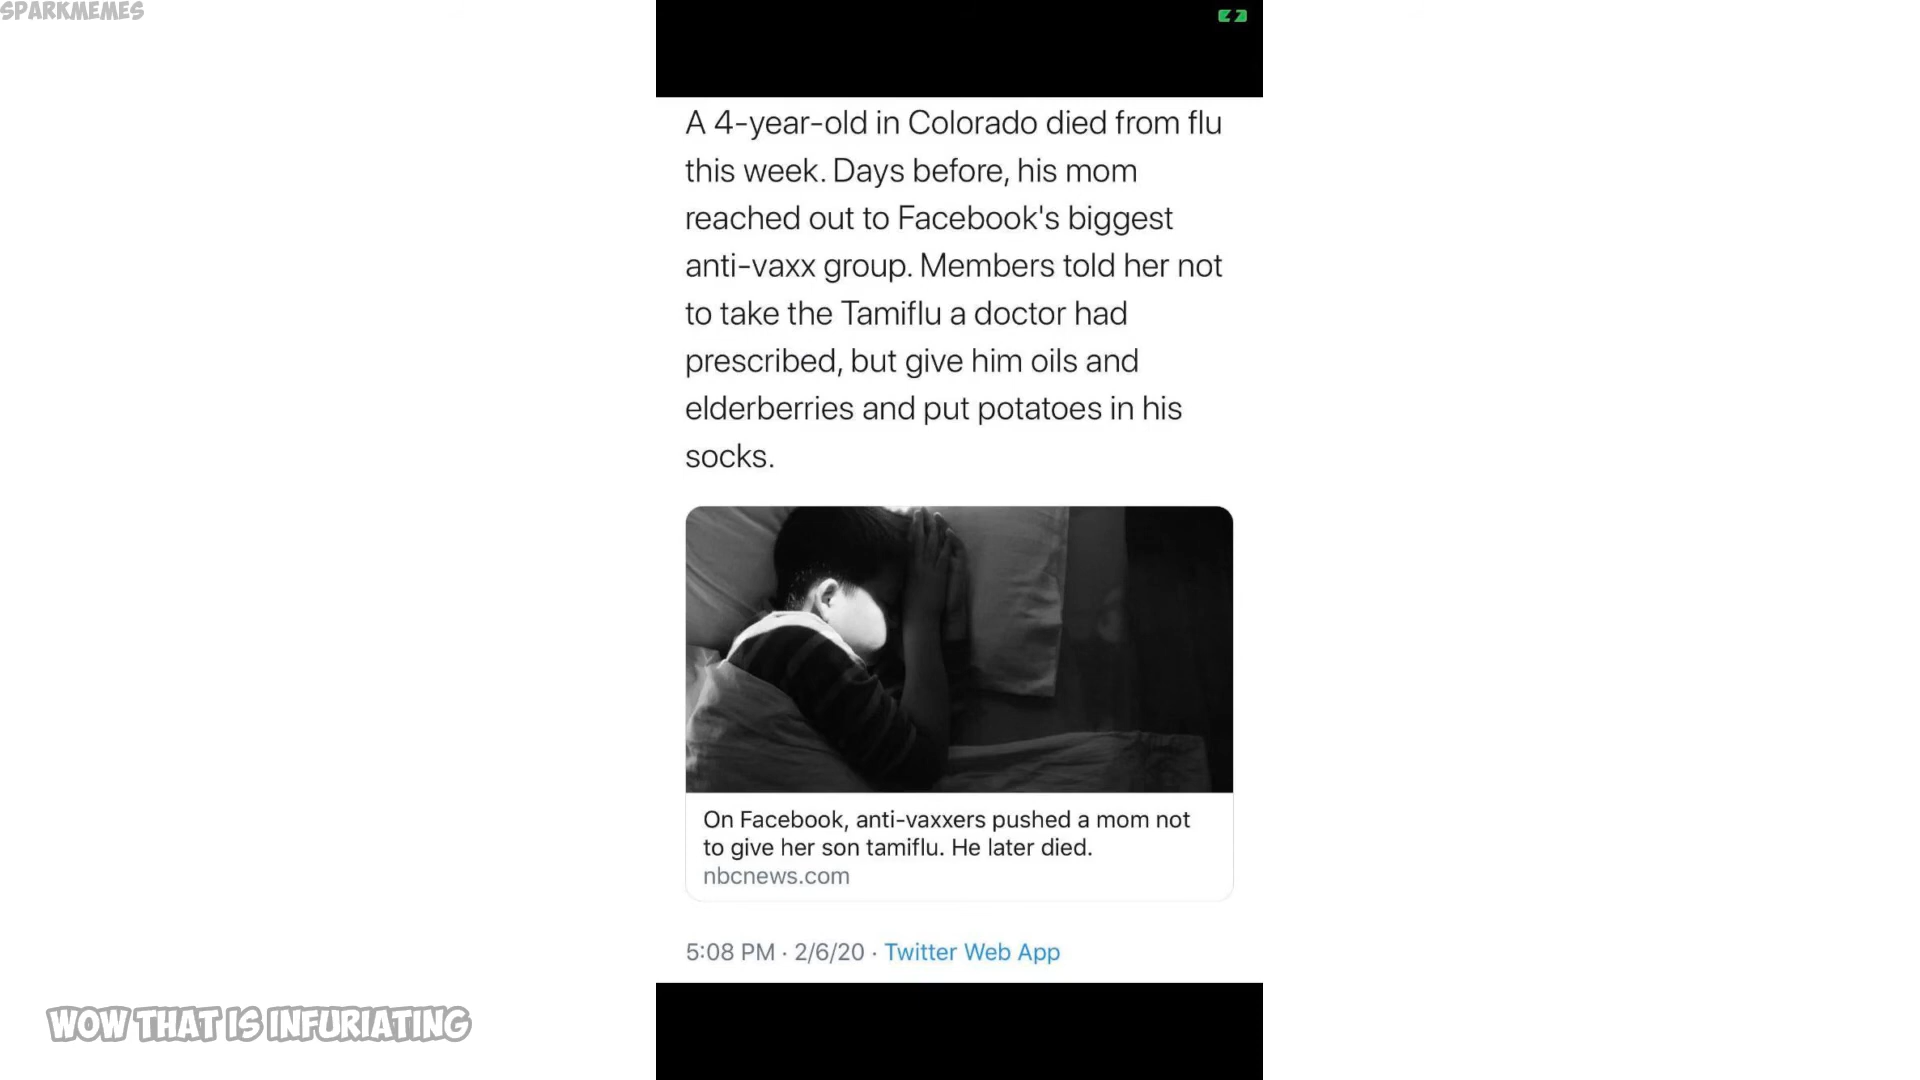 SPARKMEMES
A 4-year-old in Colorado died from flu
this week. Days before, his mom
reached out to Facebook's biggest
anti-vaxx group. Members told her not
to take the Tamiflu a doctor had
prescribed, but give him oils and
elderberries and put potatoes in his
socks.
On Facebook, anti-vaxxers pushed a mom not
to give her son tamiflu. He later died.
nbcnews.com
5:08 PM · 2/6/20 · Twitter Web App
WOW THAT IS INFURIATING